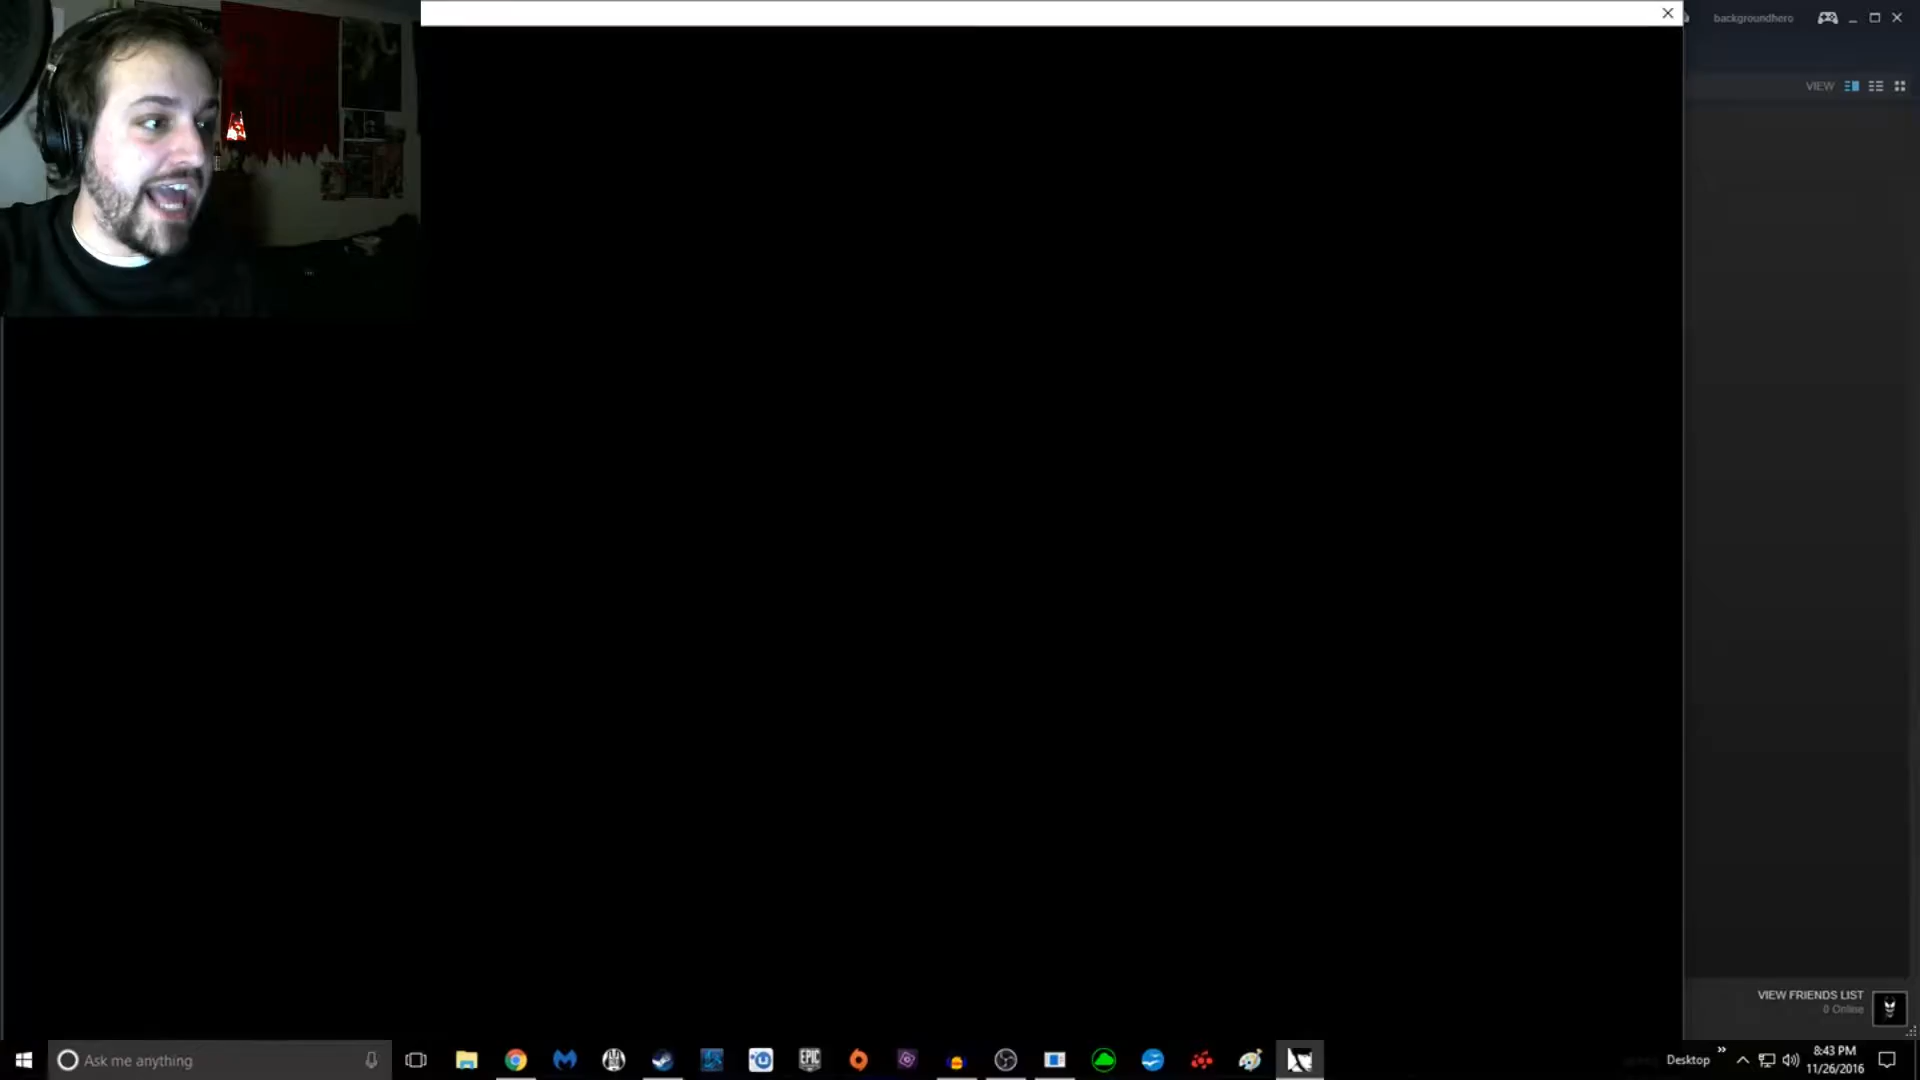 backgroundhero
VIEW
VIEW FRIENDS LIST
0 Online
Ask me anything
EPIC
Desktop
8:43 PM
11/26/2016